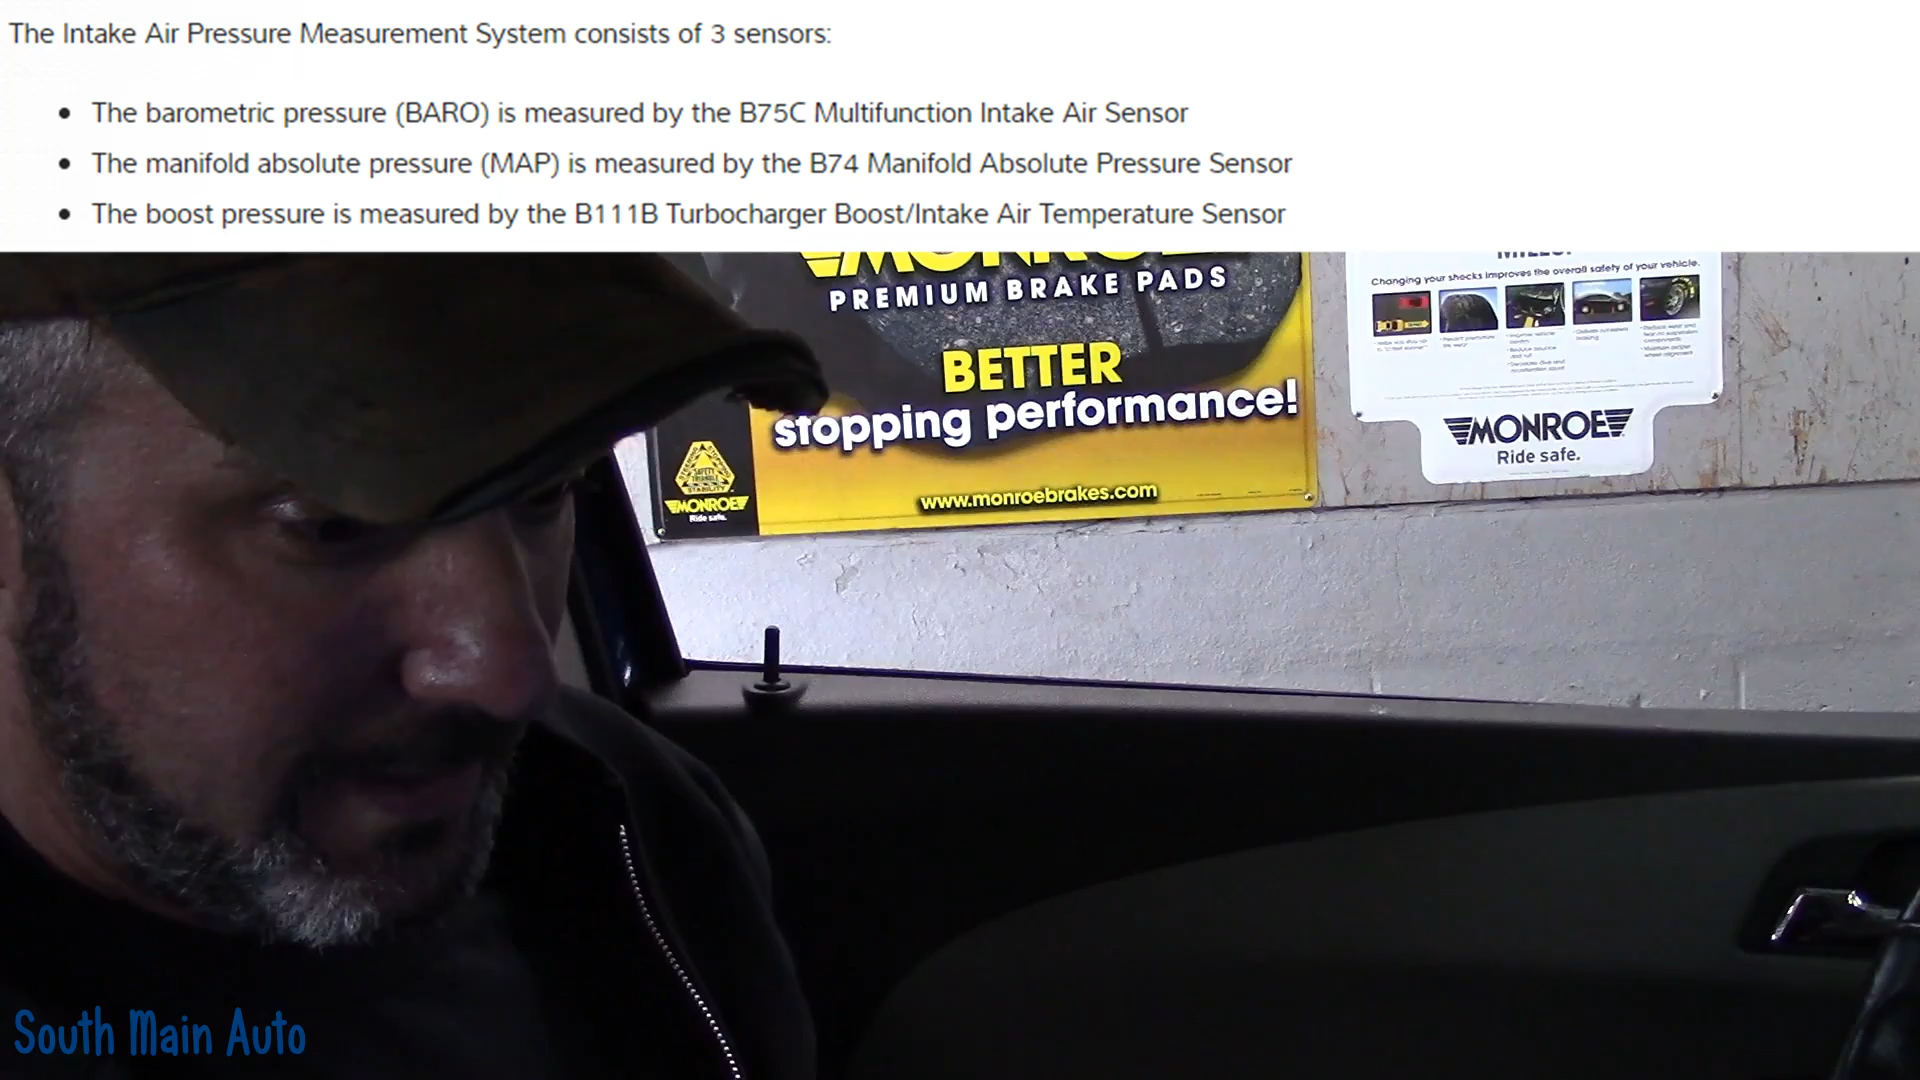 The Intake Air Pressure Measurement System consists of 3 sensors:
• The barometric pressure (BARO) is measured by the B75C Multifunction Intake Air Sensor
• The manifold absolute pressure (MAP) is measured by the B74 Manifold Absolute Pressure Sensor
• The boost pressure is measured by the B111B Turbocharger Boost/Intake Air Temperature Sensor
MONROE
PREMIUM BRAKE PADS
BETTER
stopping performance!
SAFETY
TRIANGLE
STABILITY
MONROE
Ride safe.
www.monroebrakes.com
Changing your shocks improves the overall safety of your vehicle.
MONROE
Ride safe.
South Main Auto